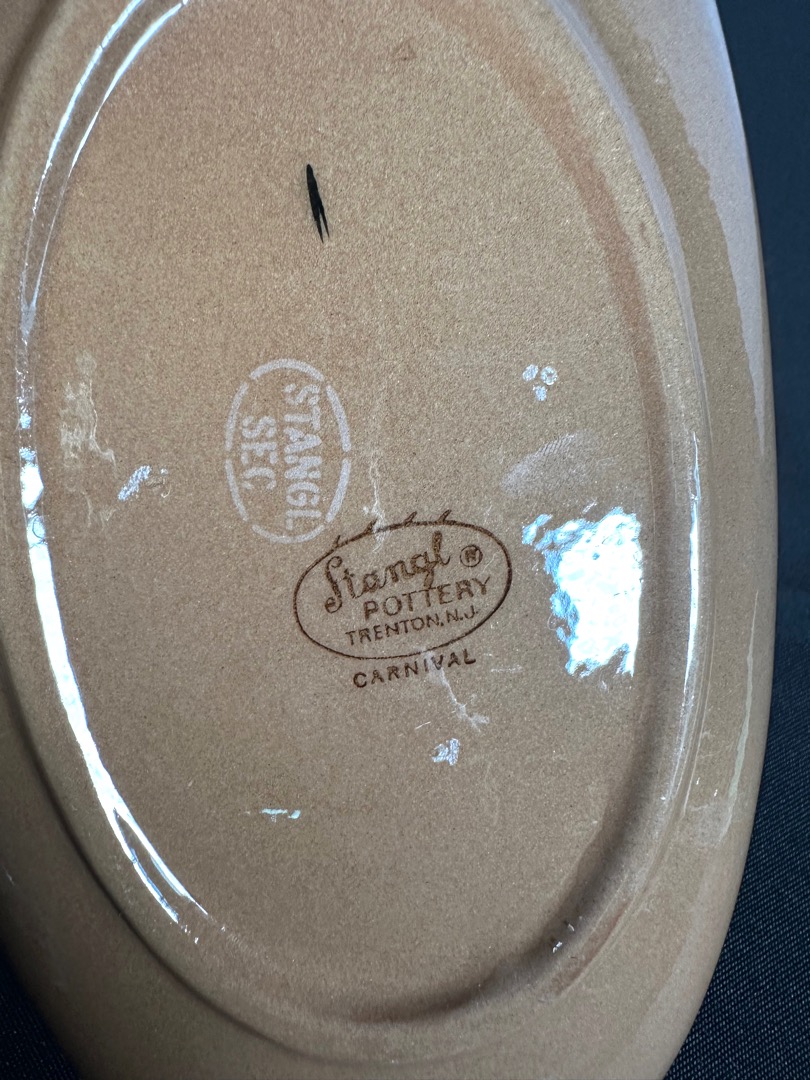 STANGL
SEC.
Stangl ®
POTTERY
TRENTON, N.J.
CARNIVAL